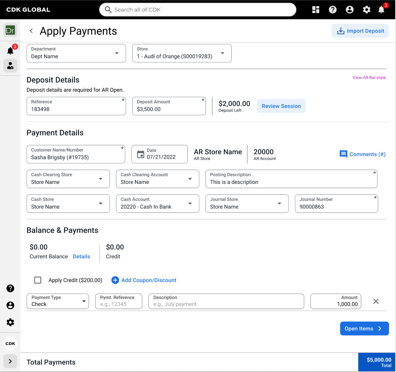 CDK GLOBAL
Search all of CDK
3
Apply Payments
Import Deposit
Department
Dept Name
Store
1 - Audi of Orange (S00019283)
Deposit Details
View AR Bal state
Deposit details are required for AR Open.
Reference
183498
Deposit Amount
$3,500.00
$2,000.00
Deposit Left
Review Session
Payment Details
Customer Name/Number
Sasha Brigsby (#19735)
Date
07/21/2022
AR Store Name
AR Store
20000
AR Account
Comments (#)
Cash Clearing Store
Store Name
Cash Clearing Account
Store Name
Posting Description
This is a description
Cash Store
Store Name
Cash Account
20220 - Cash In Bank
Journal Store
Store Name
Journal Number
90000863
Balance & Payments
$0.00
Current Balance
Details
$0.00
Credit
Apply Credit ($200.00)
Add Coupon/Discount
Payment Type
Check
Pymt. Reference
e.g., 12345
Description
e.g., July payment
Amount
1,000.00
Open Items
CDK
Total Payments
$5,000.00
Total